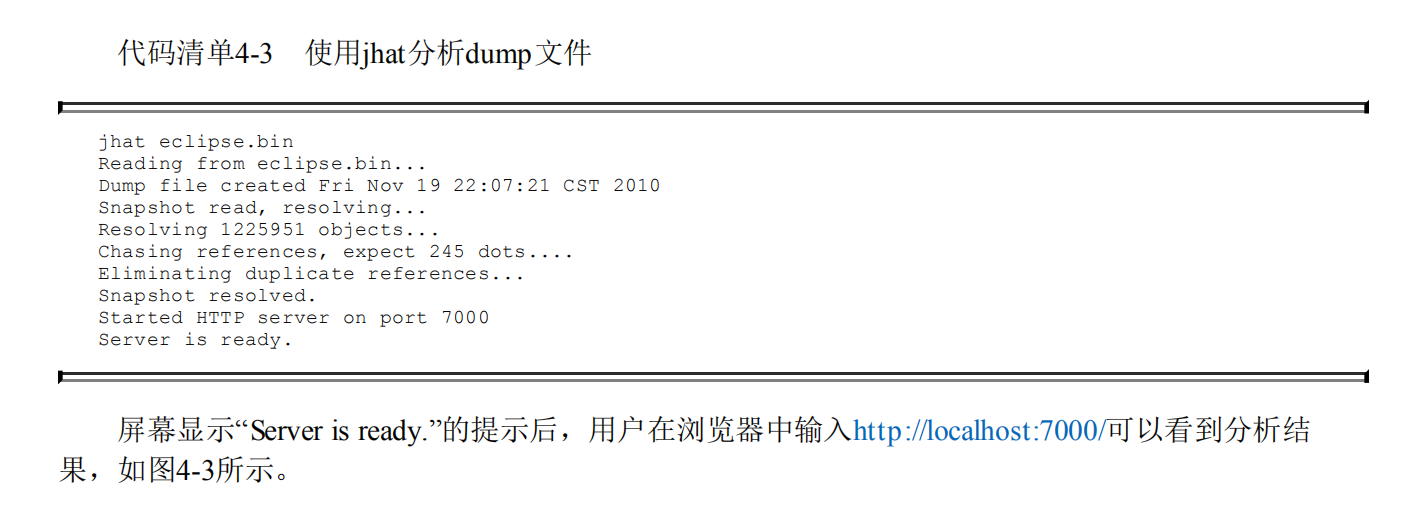 代码清单4-3 使用jhat分析dump文件
jhat eclipse.bin
Reading from eclipse.bin...
Dump file created Fri Nov 19 22:07:21 CST 2010
Snapshot read, resolving...
Resolving 1225951 objects...
Chasing references, expect 245 dots....
Eliminating duplicate references...
Snapshot resolved.
Started HTTP server on port 7000
Server is ready.
屏幕显示“Server is ready.”的提示后，用户在浏览器中输入http://localhost:7000/可以看到分析结
果，如图4-3所示。